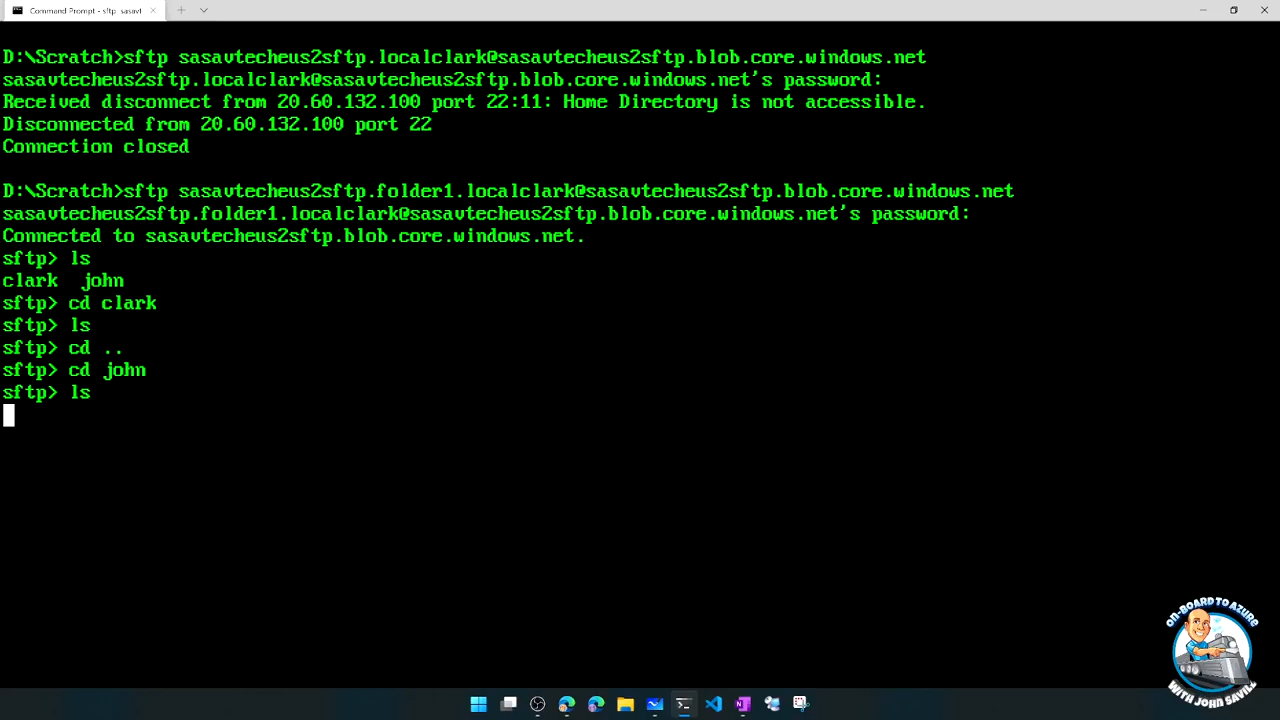 Command Prompt - sftp sasavt
D:\Scratch>sftp sasavtecheus2sftp.localclark@sasavtecheus2sftp.blob.core.windows.net
sasavtecheus2sftp.localclark@sasavtecheus2sftp.blob.core.windows.net's password:
Received disconnect from 20.60.132.100 port 22:11: Home Directory is not accessible.
Disconnected from 20.60.132.100 port 22
Connection closed
D:\Scratch>sftp sasavtecheus2sftp.folder1.localclark@sasavtecheus2sftp.blob.core.windows.net
sasavtecheus2sftp.folder1.localclark@sasavtecheus2sftp.blob.core.windows.net's password:
Connected to sasavtecheus2sftp.blob.core.windows.net.
sftp> ls
clark john
sftp> cd clark
sftp> ls
sftp> cd ..
sftp> cd john
sftp> ls
ON-BOARD TO AZURE
WITH JOHN SAVILL